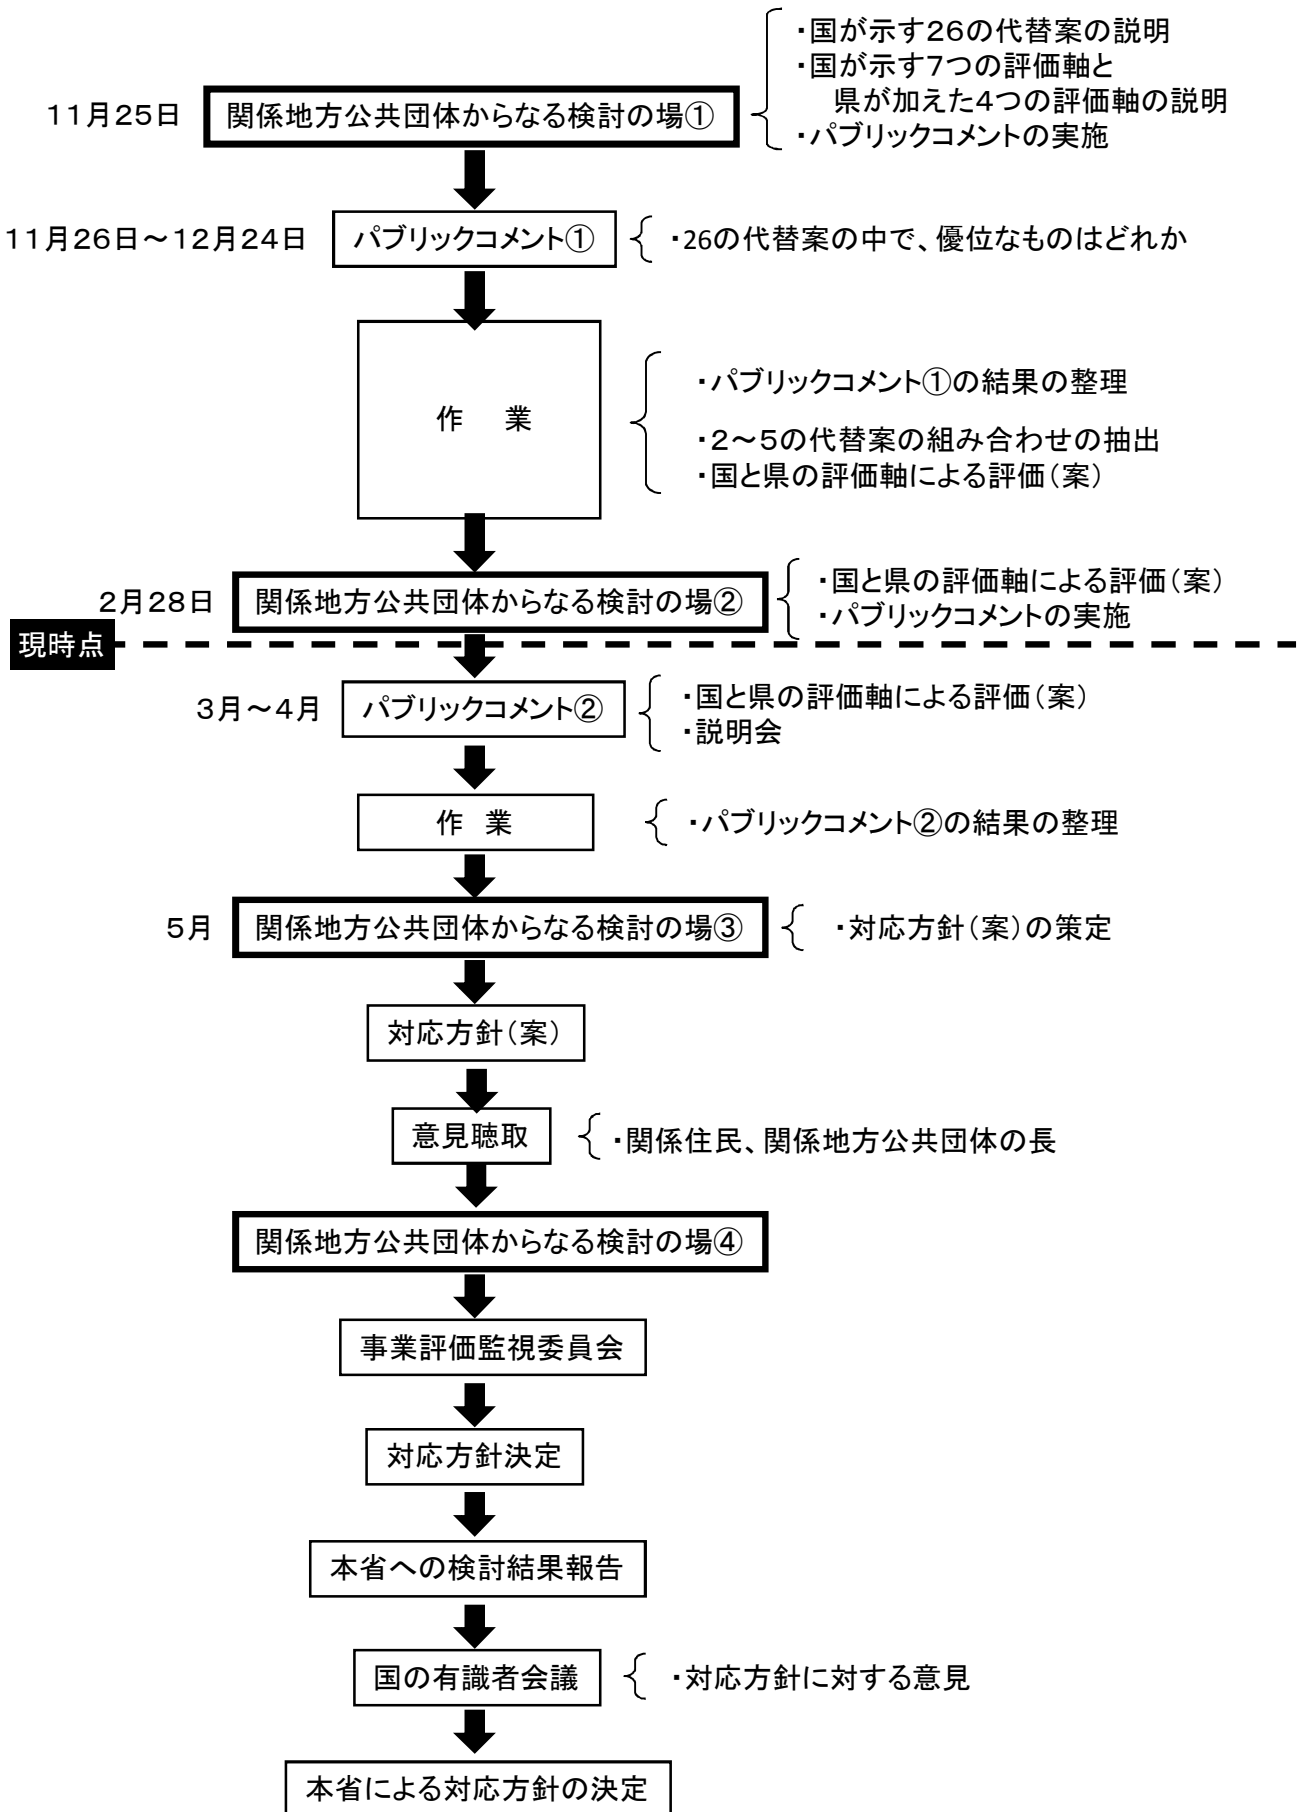 ・国が示す26の代替案の説明
・国が示す7つの評価軸と
県が加えた4つの評価軸の説明
・パブリックコメントの実施
11月25日 関係地方公共団体からなる検討の場①
11月26日～12月24日 パブリックコメント① ・26の代替案の中で、優位なものはどれか
作 業
・パブリックコメント①の結果の整理
・2～5の代替案の組み合わせの抽出
・国と県の評価軸による評価(案)
2月28日 関係地方公共団体からなる検討の場②
・国と県の評価軸による評価(案)
・パブリックコメントの実施
現時点
3月～4月 パブリックコメント②
・国と県の評価軸による評価(案)
・説明会
作 業 ・パブリックコメント②の結果の整理
5月 関係地方公共団体からなる検討の場③ ・対応方針(案)の策定
対応方針(案)
意見聴取 ・関係住民、関係地方公共団体の長
関係地方公共団体からなる検討の場④
事業評価監視委員会
対応方針決定
本省への検討結果報告
国の有識者会議 ・対応方針に対する意見
本省による対応方針の決定